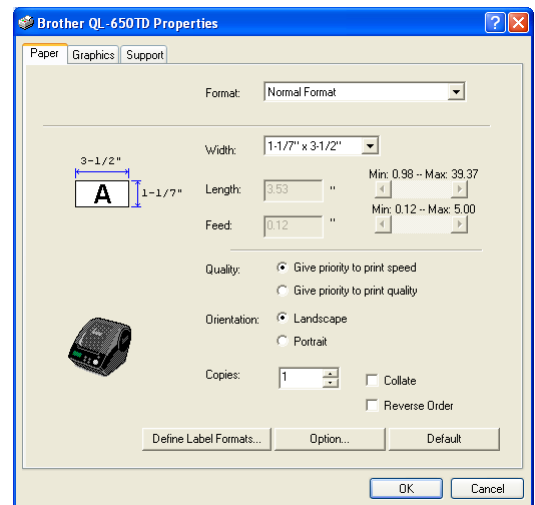 Brother QL-650TD Properties
Paper Graphics Support
Format: Normal Format
Width: 1-1/7" x 3-1/2"
3-1/2"
A 1-1/7"
Min: 0.98 -- Max: 39.37
Length: 3.53 "
Min: 0.12 -- Max: 5.00
Feed: 0.12 "
Quality: Give priority to print speed
Give priority to print quality
Orientation: Landscape
Portrait
Copies: 1 Collate
Reverse Order
Define Label Formats... Option... Default
OK Cancel